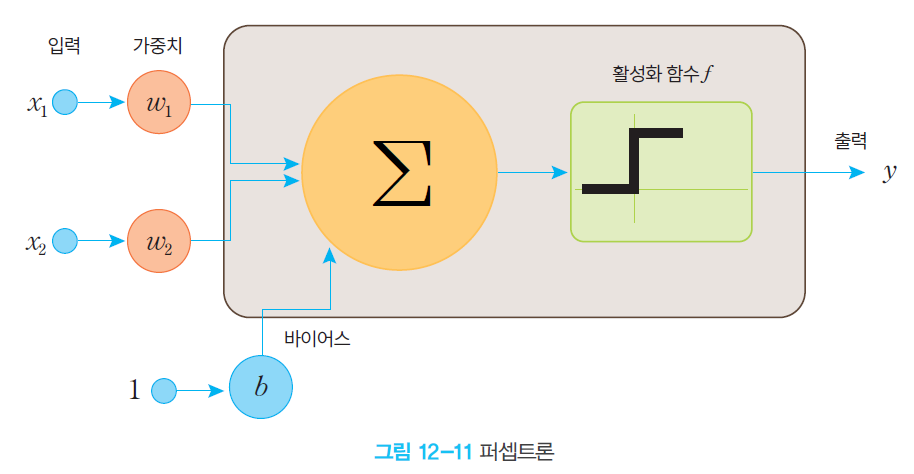 입력 가중치
활성화 함수 f
x1 w1
Σ
출력
y
x2 w2
바이어스
1 b
그림 12-11 퍼셉트론